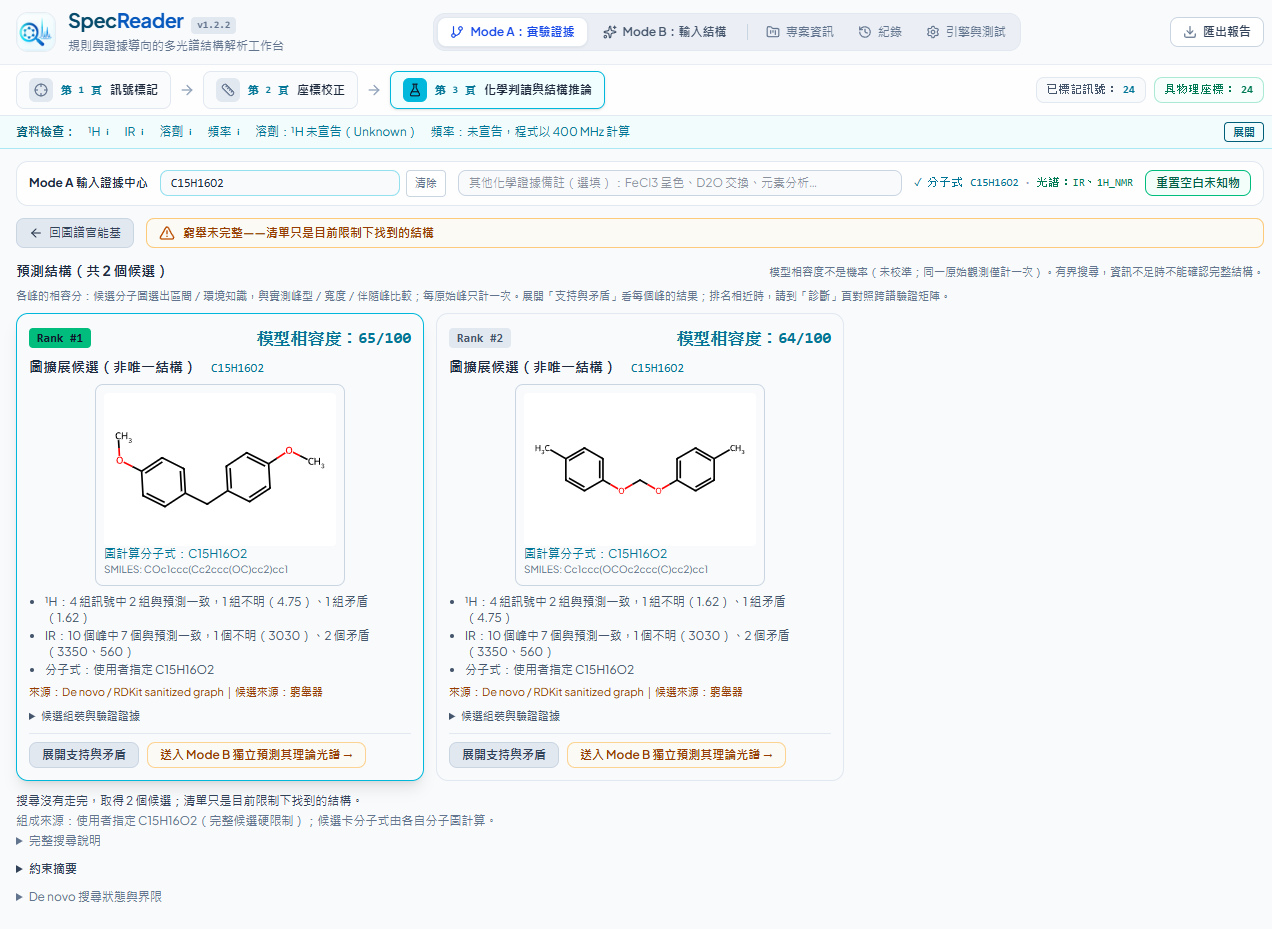 SpecReader v1.2.2
規則與證據導向的多光譜結構解析工作台
Mode A：實驗證據
Mode B：輸入結構
專案資訊
紀錄
引擎與測試
匯出報告
第 1 頁 訊號標記
→
第 2 頁 座標校正
→
第 3 頁 化學判讀與結構推論
已標記訊號： 24
具物理座標： 24
資料檢查： ¹H i IR i 溶劑 i 頻率 i 溶劑：¹H 未宣告（Unknown） 頻率：未宣告，程式以 400 MHz 計算
展開
Mode A 輸入證據中心
C15H16O2
清除
其他化學證據備註（選填）：FeCl3 呈色、D2O 交換、元素分析…
✓ 分子式 C15H16O2 · 光譜：IR、1H_NMR
重置空白未知物
← 回圖譜官能基
窮舉未完整——清單只是目前限制下找到的結構
預測結構（共 2 個候選）
模型相容度不是機率（未校準；同一原始觀測僅計一次）。有界搜尋，資訊不足時不能確認完整結構。
各峰的相容分：候選分子圖選出區間 / 環境知識，與實測峰型 / 寬度 / 伴隨峰比較；每原始峰只計一次。展開「支持與矛盾」看每個峰的結果；排名相近時，請到「診斷」頁對照跨譜驗證矩陣。
Rank #1
模型相容度：65/100
圖擴展候選（非唯一結構） C15H16O2
CH₃
O
O
CH₃
圖計算分子式：C15H16O2
SMILES: COc1ccc(Cc2ccc(OC)cc2)cc1
• ¹H：4 組訊號中 2 組與預測一致，1 組不明（4.75）、1 組矛盾
（1.62）
• IR：10 個峰中 7 個與預測一致，1 個不明（3030）、2 個矛盾
（3350、560）
• 分子式：使用者指定 C15H16O2
來源：De novo / RDKit sanitized graph｜候選來源：窮舉器
▶ 候選組裝與驗證證據
展開支持與矛盾
送入 Mode B 獨立預測其理論光譜 →
Rank #2
模型相容度：64/100
圖擴展候選（非唯一結構） C15H16O2
H₃C
CH₃
O
O
圖計算分子式：C15H16O2
SMILES: Cc1ccc(OCOc2ccc(C)cc2)cc1
• ¹H：4 組訊號中 2 組與預測一致，1 組不明（1.62）、1 組矛盾
（4.75）
• IR：10 個峰中 7 個與預測一致，1 個不明（3030）、2 個矛盾
（3350、560）
• 分子式：使用者指定 C15H16O2
來源：De novo / RDKit sanitized graph｜候選來源：窮舉器
▶ 候選組裝與驗證證據
展開支持與矛盾
送入 Mode B 獨立預測其理論光譜 →
搜尋沒有走完，取得 2 個候選；清單只是目前限制下找到的結構。
組成來源：使用者指定 C15H16O2（完整候選硬限制）；候選卡分子式由各自分子圖計算。
▶ 完整搜尋說明
▶ 約束摘要
▶ De novo 搜尋狀態與界限